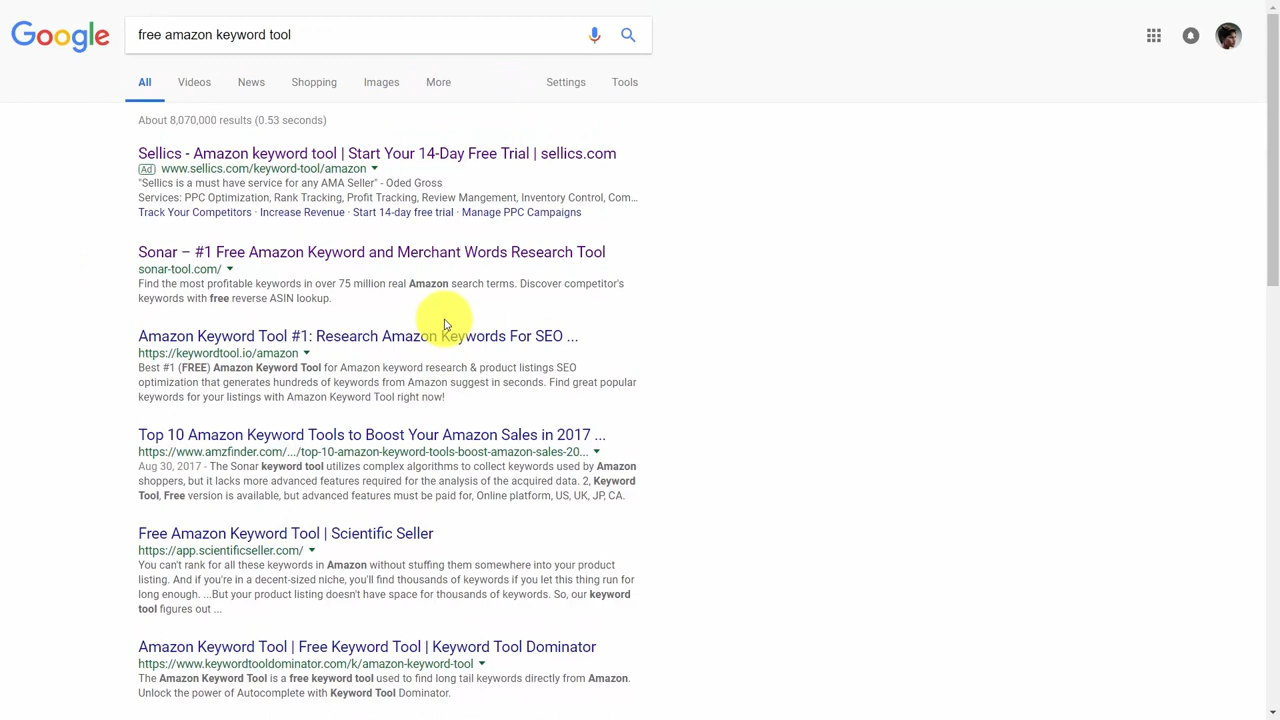 Google
free amazon keyword tool
All Videos News Shopping Images More Settings Tools
About 8,070,000 results (0.53 seconds)
Sellics - Amazon keyword tool | Start Your 14-Day Free Trial | sellics.com
Ad www.sellics.com/keyword-tool/amazon
"Sellics is a must have service for any AMA Seller" - Oded Gross
Services: PPC Optimization, Rank Tracking, Profit Tracking, Review Mangement, Inventory Control, Com...
Track Your Competitors · Increase Revenue · Start 14-day free trial · Manage PPC Campaigns
Sonar – #1 Free Amazon Keyword and Merchant Words Research Tool
sonar-tool.com/
Find the most profitable keywords in over 75 million real Amazon search terms. Discover competitor's
keywords with free reverse ASIN lookup.
Amazon Keyword Tool #1: Research Amazon Keywords For SEO ...
https://keywordtool.io/amazon
Best #1 (FREE) Amazon Keyword Tool for Amazon keyword research & product listings SEO
optimization that generates hundreds of keywords from Amazon suggest in seconds. Find great popular
keywords for your listings with Amazon Keyword Tool right now!
Top 10 Amazon Keyword Tools to Boost Your Amazon Sales in 2017 ...
https://www.amzfinder.com/.../top-10-amazon-keyword-tools-boost-amazon-sales-20...
Aug 30, 2017 - The Sonar keyword tool utilizes complex algorithms to collect keywords used by Amazon
shoppers, but it lacks more advanced features required for the analysis of the acquired data. 2, Keyword
Tool, Free version is available, but advanced features must be paid for, Online platform, US, UK, JP, CA.
Free Amazon Keyword Tool | Scientific Seller
https://app.scientificseller.com/
You can't rank for all these keywords in Amazon without stuffing them somewhere into your product
listing. And if you're in a decent-sized niche, you'll find thousands of keywords if you let this thing run for
long enough. ...But your product listing doesn't have space for thousands of keywords. So, our keyword
tool figures out ...
Amazon Keyword Tool | Free Keyword Tool | Keyword Tool Dominator
https://www.keywordtooldominator.com/k/amazon-keyword-tool
The Amazon Keyword Tool is a free keyword tool used to find long tail keywords directly from Amazon.
Unlock the power of Autocomplete with Keyword Tool Dominator.